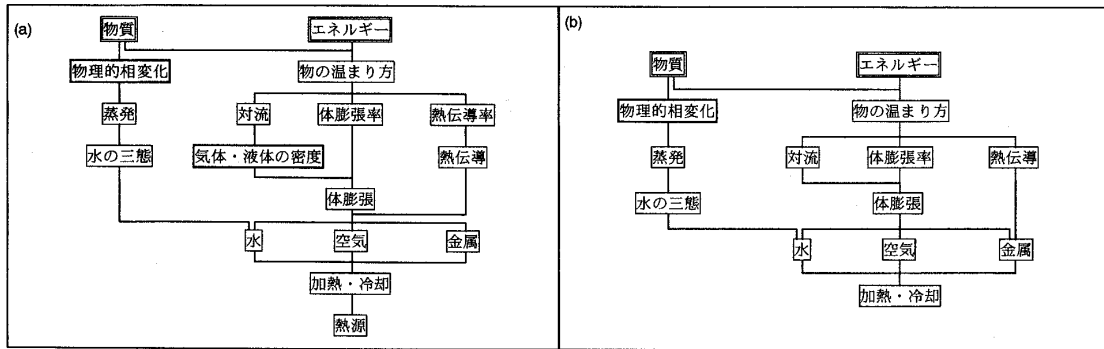 (a)
物質
エネルギー
物理的相変化
物の温まり方
蒸発
対流
体膨張率
熱伝導率
水の三態
気体・液体の密度
熱伝導
体膨張
水
空気
金属
加熱・冷却
熱源
(b)
物質
エネルギー
物理的相変化
物の温まり方
蒸発
対流
体膨張率
熱伝導
水の三態
体膨張
水
空気
金属
加熱・冷却